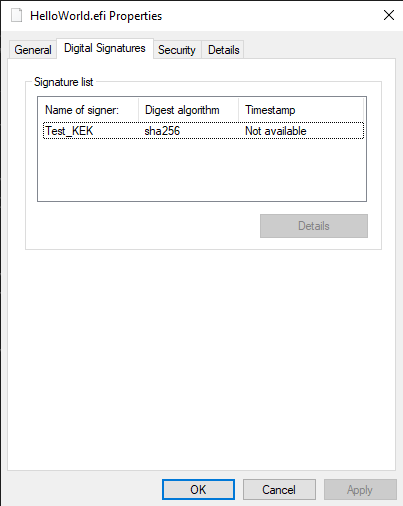 HelloWorld.efi Properties
General Digital Signatures Security Details
Signature list
Name of signer: Digest algorithm Timestamp
Test_KEK sha256 Not available
Details
OK Cancel Apply